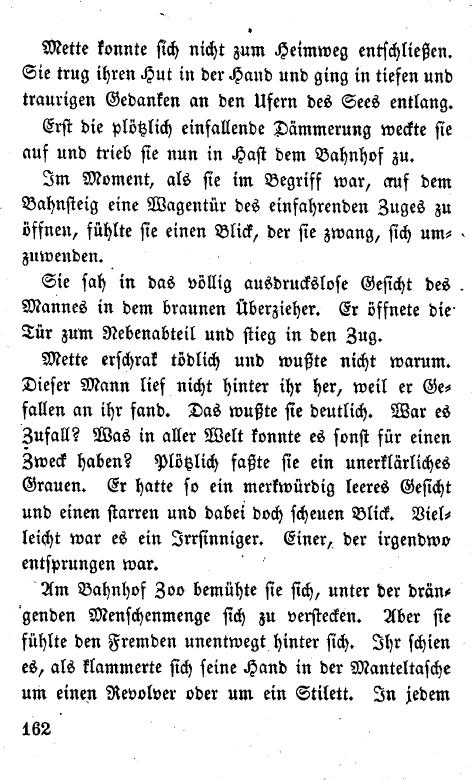 Mette konnte sich nicht zum Heimweg entschließen.
Sie trug ihren Hut in der Hand und ging in tiefen und
traurigen Gedanken an den Ufern des Sees entlang.
Erst die plötzlich einfallende Dämmerung weckte sie
auf und trieb sie nun in Hast dem Bahnhof zu.
Im Moment, als sie im Begriff war, auf dem
Bahnsteig eine Wagentür des einfahrenden Zuges zu
öffnen, fühlte sie einen Blick, der sie zwang, sich um-
zuwenden.
Sie sah in das völlig ausdruckslose Gesicht des
Mannes in dem braunen Überzieher. Er öffnete die
Tür zum Nebenabteil und stieg in den Zug.
Mette erschrak tödlich und wußte nicht warum.
Dieser Mann lief nicht hinter ihr her, weil er Ge-
fallen an ihr fand. Das wußte sie deutlich. War es
Zufall? Was in aller Welt konnte es sonst für einen
Zweck haben? Plötzlich faßte sie ein unerklärliches
Grauen. Er hatte so ein merkwürdig leeres Gesicht
und einen starren und dabei doch scheuen Blick. Viel-
leicht war es ein Irrsinniger. Einer, der irgendwo
entsprungen war.
Am Bahnhof Zoo bemühte sie sich, unter der drän-
genden Menschenmenge sich zu verstecken. Aber sie
fühlte den Fremden unentwegt hinter sich. Ihr schien
es, als klammerte sich seine Hand in der Manteltasche
um einen Revolver oder um ein Stilett. In jedem
162